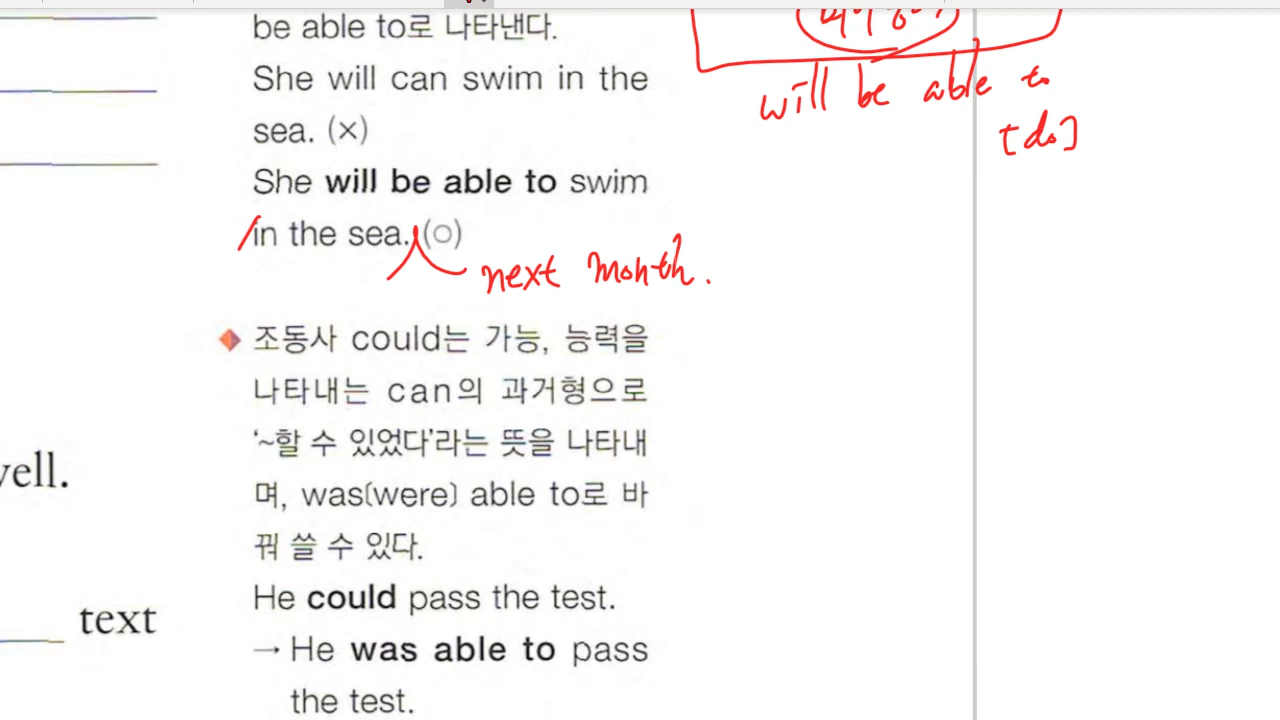 be able to로 나타낸다.
She will can swim in the
sea. (×)
She will be able to swim
in the sea. (○)
next month.
will be able to
[do]
조동사 could는 가능, 능력을
나타내는 can의 과거형으로
‘~할 수 있었다’라는 뜻을 나타내
며, was(were) able to로 바
꿔 쓸 수 있다.
He could pass the test.
→ He was able to pass
the test.
well.
text